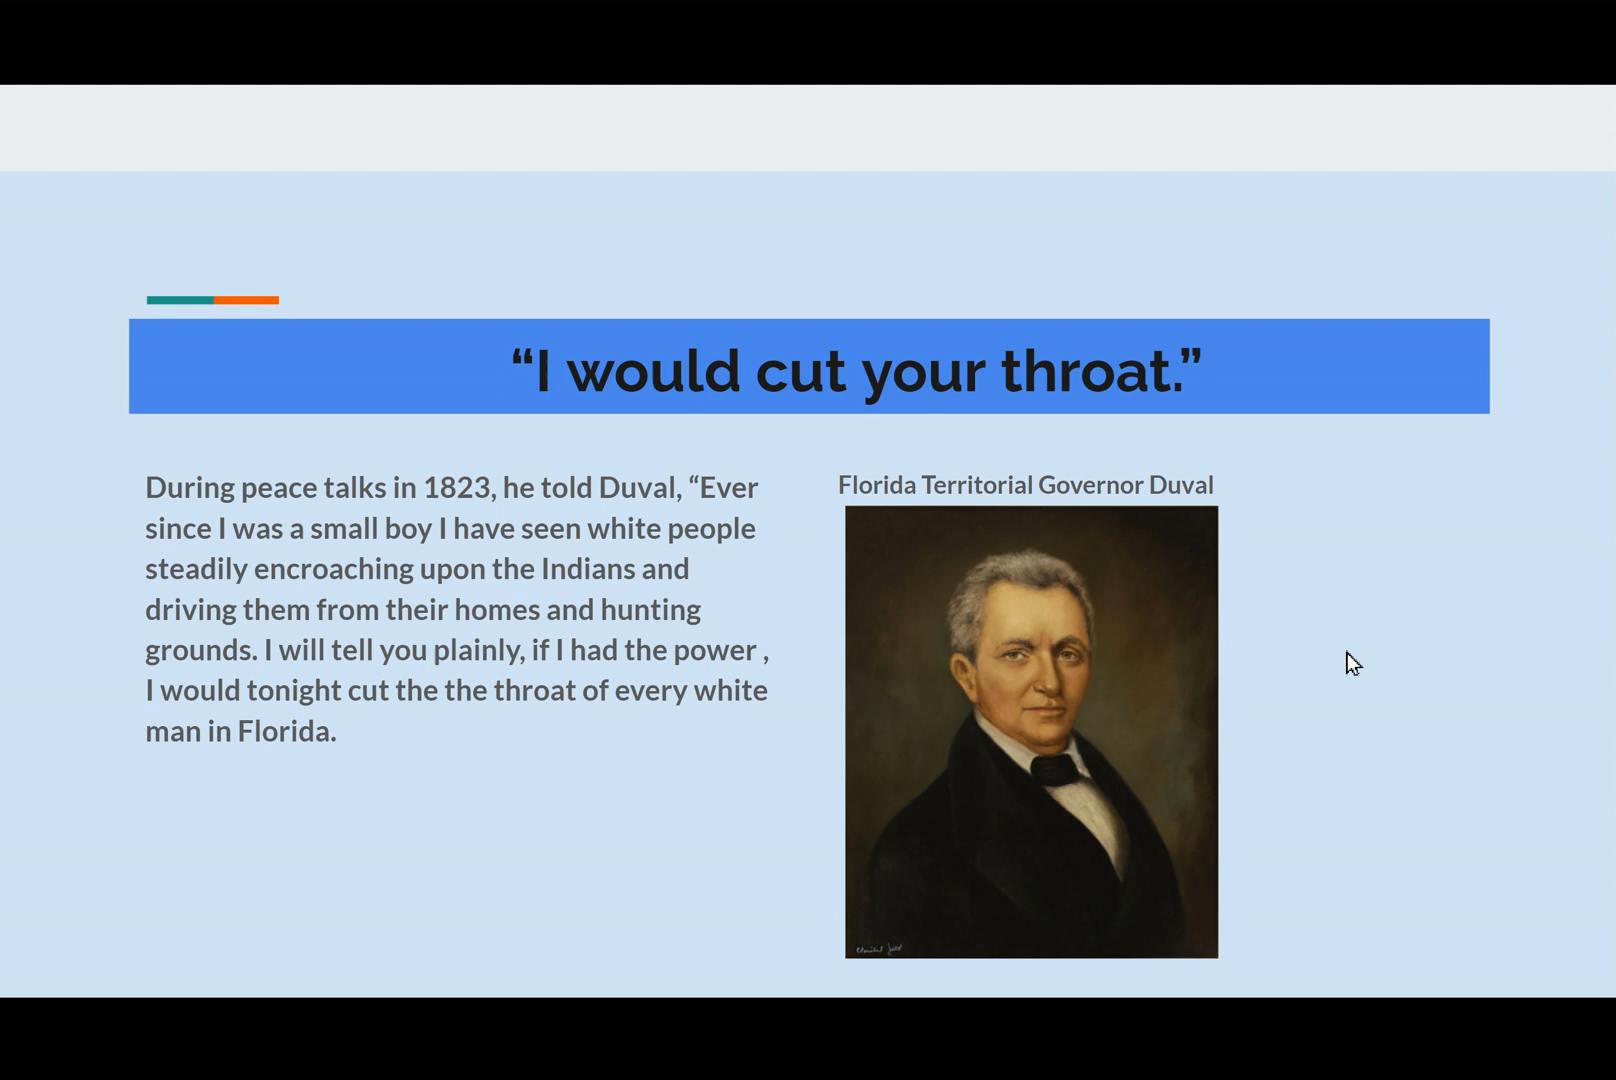 “I would cut your throat.”
During peace talks in 1823, he told Duval, “Ever
since I was a small boy I have seen white people
steadily encroaching upon the Indians and
driving them from their homes and hunting
grounds. I will tell you plainly, if I had the power ,
I would tonight cut the the throat of every white
man in Florida.
Florida Territorial Governor Duval